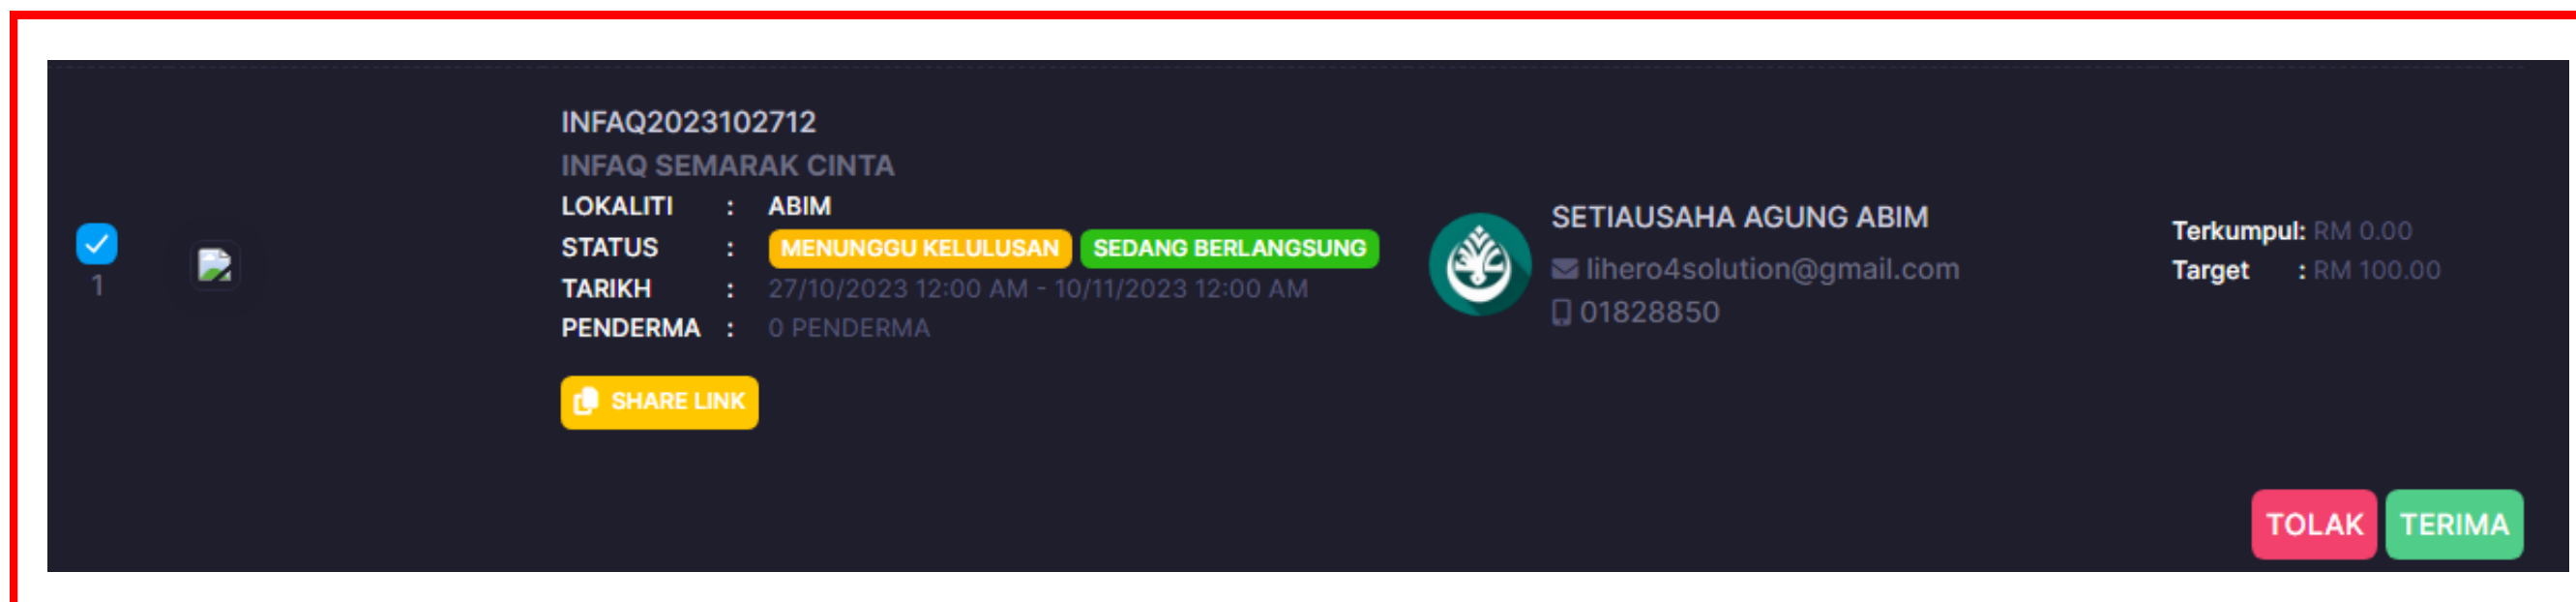 INFAQ2023102712
INFAQ SEMARAK CINTA
LOKALITI : ABIM
STATUS : MENUNGGU KELULUSAN SEDANG BERLANGSUNG
TARIKH : 27/10/2023 12:00 AM - 10/11/2023 12:00 AM
PENDERMA : 0 PENDERMA
SHARE LINK
1
SETIAUSAHA AGUNG ABIM
lihero4solution@gmail.com
01828850
Terkumpul: RM 0.00
Target : RM 100.00
TOLAK TERIMA